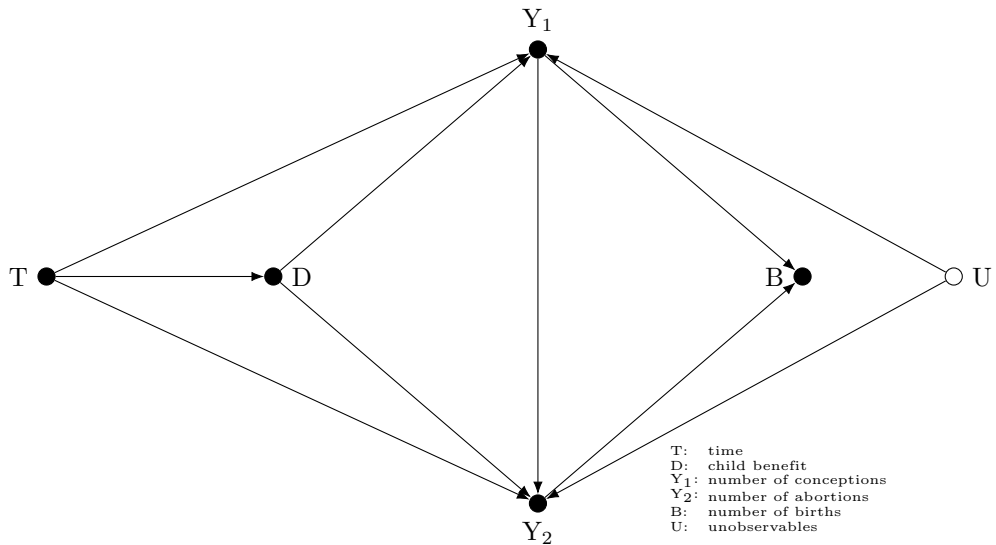 Y₁
T
D
B
U
Y₂
T: time
D: child benefit
Y₁: number of conceptions
Y₂: number of abortions
B: number of births
U: unobservables